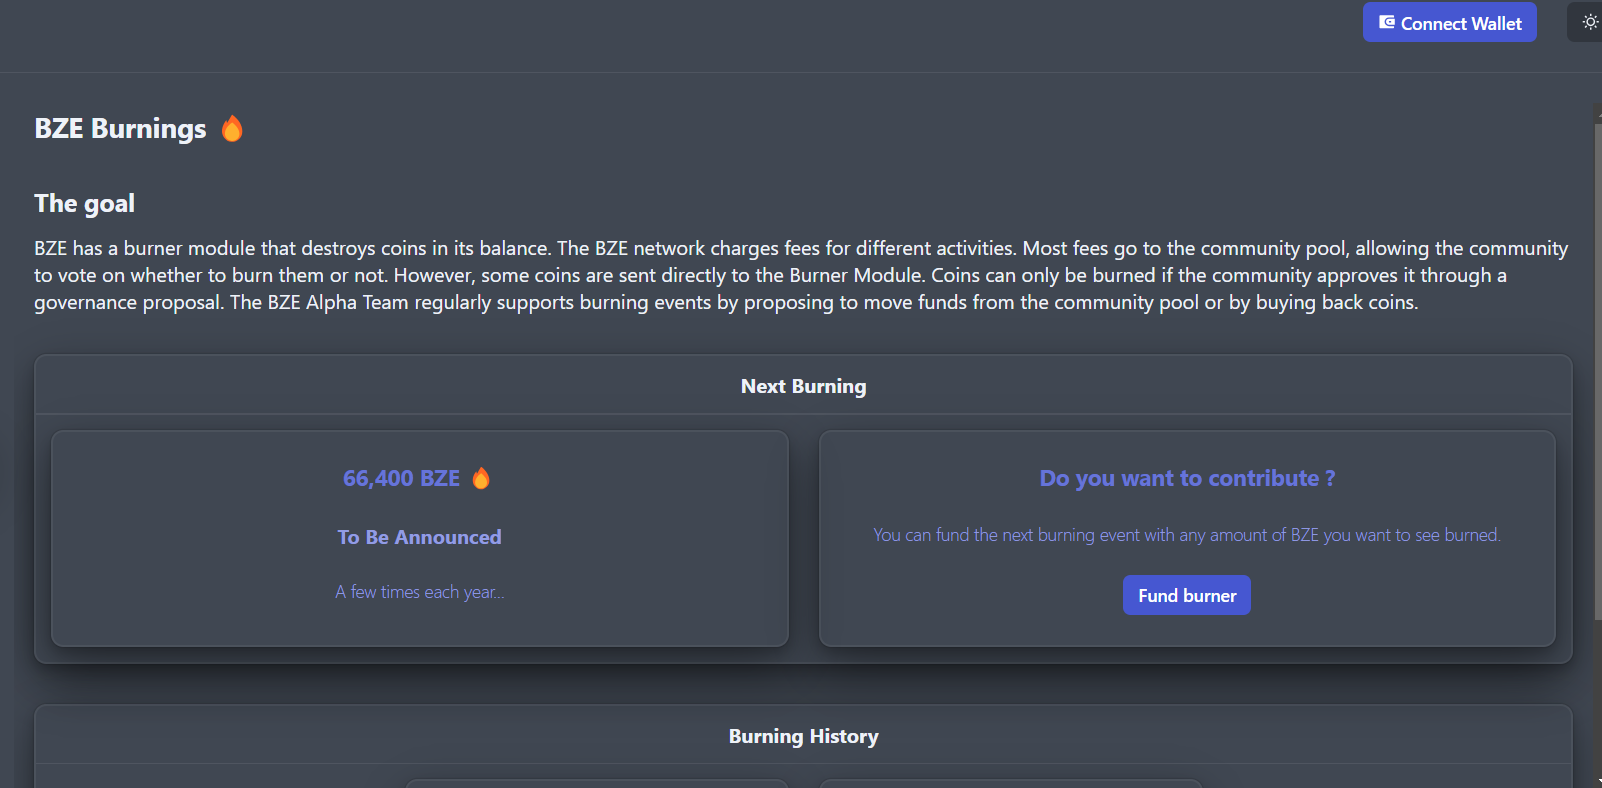 Connect Wallet
BZE Burnings 🔥
The goal
BZE has a burner module that destroys coins in its balance. The BZE network charges fees for different activities. Most fees go to the community pool, allowing the community
to vote on whether to burn them or not. However, some coins are sent directly to the Burner Module. Coins can only be burned if the community approves it through a
governance proposal. The BZE Alpha Team regularly supports burning events by proposing to move funds from the community pool or by buying back coins.
Next Burning
66,400 BZE 🔥
To Be Announced
A few times each year...
Do you want to contribute ?
You can fund the next burning event with any amount of BZE you want to see burned.
Fund burner
Burning History